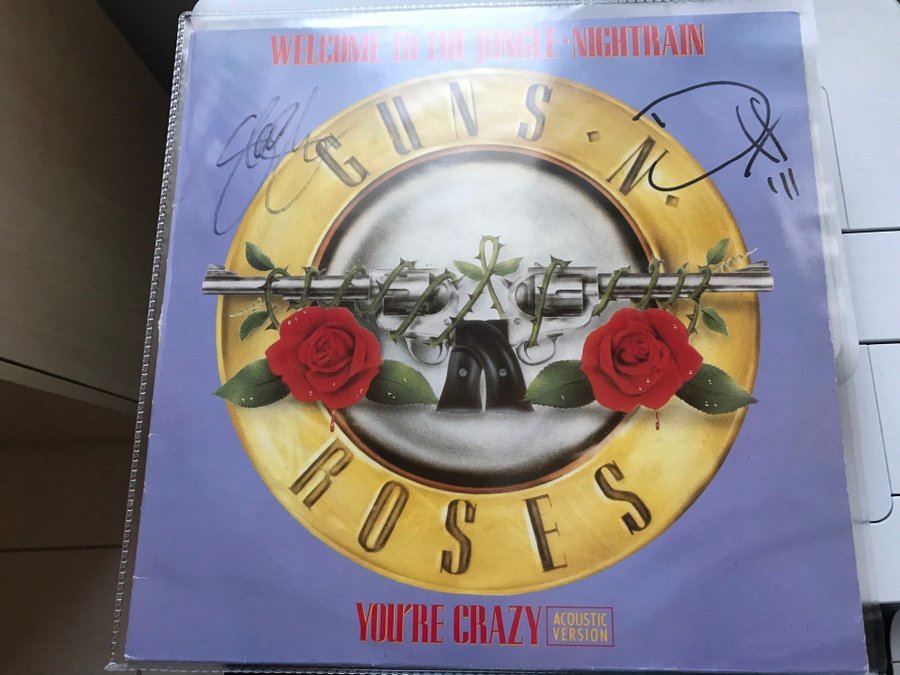 WELCOME TO THE JUNGLE · NIGHTRAIN
GUNS · N ·
ROSES
YOU'RE CRAZY ACOUSTIC
VERSION